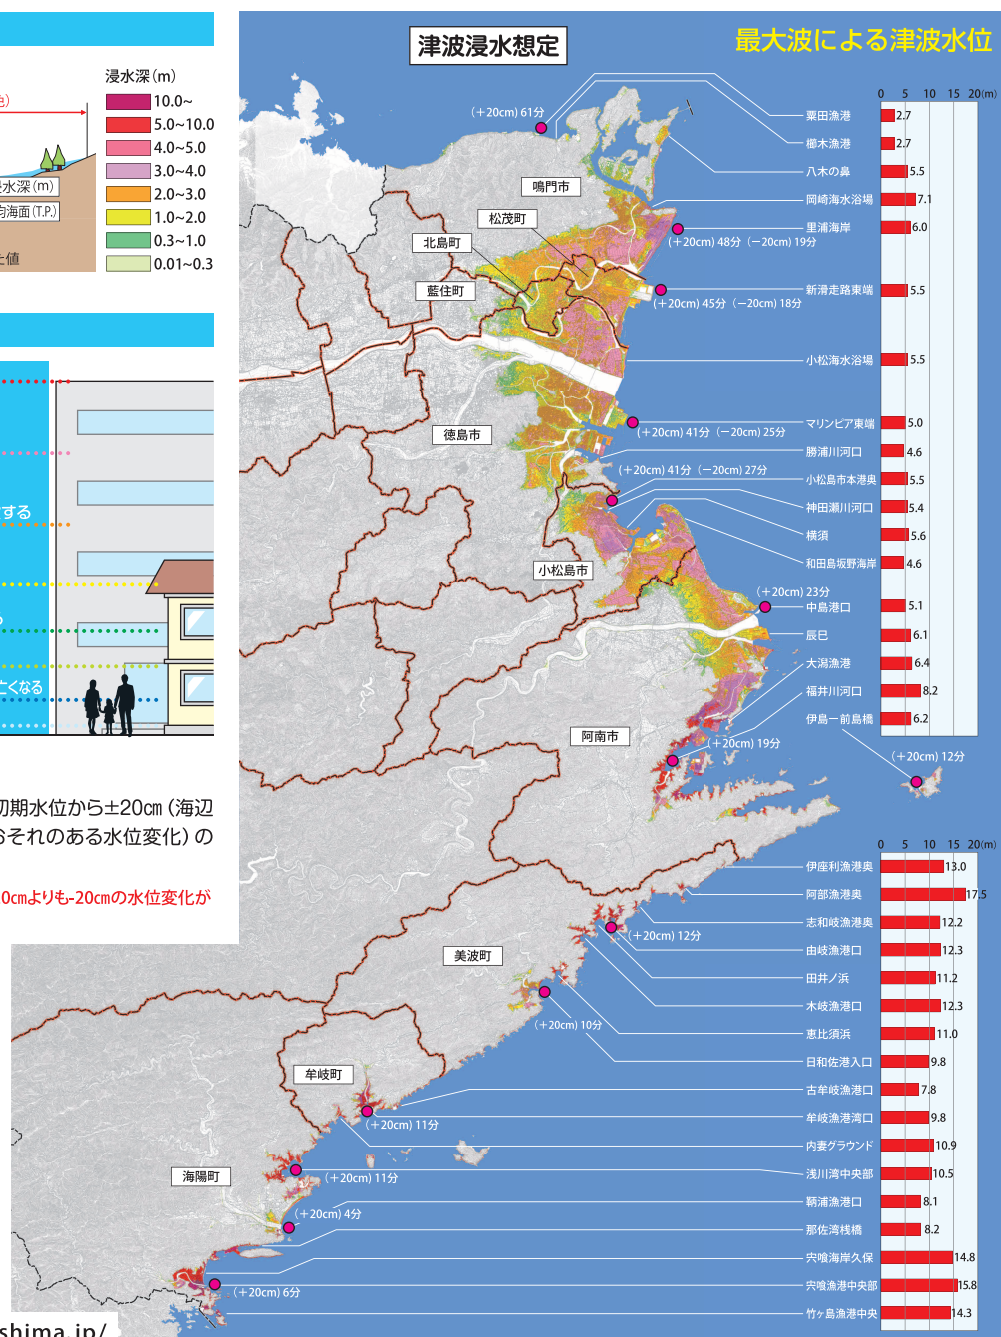 津波浸水想定
最大波による津波水位
浸水深(m)
10.0~
5.0~10.0
4.0~5.0
3.0~4.0
2.0~3.0
1.0~2.0
0.3~1.0
0.01~0.3
浸水深(m)
均海面(T.P.)
た値
する
亡くなる
初期水位から±20㎝(海辺
おそれのある水位変化)の
0㎝よりも-20㎝の水位変化が
shima.jp/
鳴門市
松茂町
北島町
藍住町
徳島市
小松島市
阿南市
美波町
牟岐町
海陽町
(+20cm) 61分
(+20cm) 48分 (-20cm) 19分
(+20cm) 45分 (-20cm) 18分
(+20cm) 41分 (-20cm) 25分
(+20cm) 41分 (-20cm) 27分
(+20cm) 23分
(+20cm) 19分
(+20cm) 12分
(+20cm) 12分
(+20cm) 10分
(+20cm) 11分
(+20cm) 11分
(+20cm) 4分
(+20cm) 6分
0 5 10 15 20(m)
粟田漁港 2.7
櫛木漁港 2.7
八木の鼻 5.5
岡崎海水浴場 7.1
里浦海岸 6.0
新滑走路東端 5.5
小松海水浴場 5.5
マリンピア東端 5.0
勝浦川河口 4.6
小松島市本港奥 5.5
神田瀬川河口 5.4
横須 5.6
和田島坂野海岸 4.6
中島港口 5.1
辰巳 6.1
大潟漁港 6.4
福井川河口 8.2
伊島ー前島橋 6.2
0 5 10 15 20(m)
伊座利漁港奥 13.0
阿部漁港奥 17.5
志和岐漁港奥 12.2
由岐漁港口 12.3
田井ノ浜 11.2
木岐漁港口 12.3
恵比須浜 11.0
日和佐港入口 9.8
古牟岐漁港口 7.8
牟岐漁港湾口 9.8
内妻グラウンド 10.9
浅川湾中央部 10.5
鞆浦漁港口 8.1
那佐湾桟橋 8.2
宍喰海岸久保 14.8
宍喰漁港中央部 15.8
竹ヶ島漁港中央 14.3